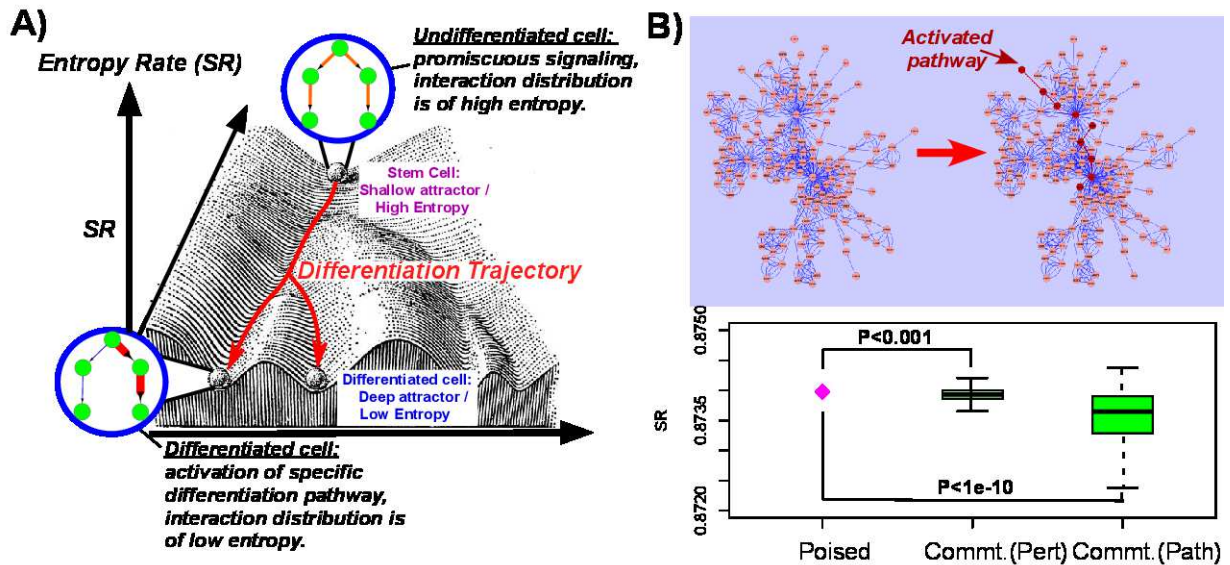 A)
Entropy Rate (SR)
Undifferentiated cell:
promiscuous signaling,
interaction distribution
is of high entropy.
Stem Cell:
Shallow attractor /
High Entropy
SR
Differentiation Trajectory
Differentiated cell:
Deep attractor /
Low Entropy
Differentiated cell:
activation of specific
differentiation pathway,
interaction distribution is
of low entropy.
B)
Activated
pathway
0.8750
0.8735
0.8720
SR
P<0.001
P<1e-10
Poised
Commt.(Pert)
Commt.(Path)